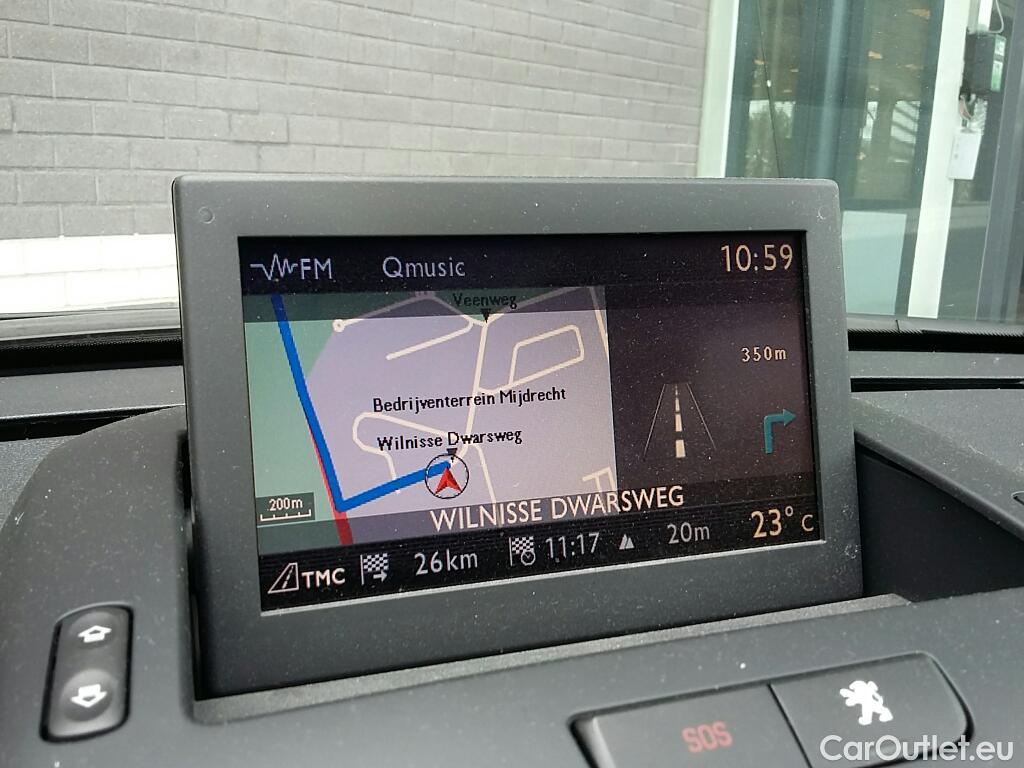 FM Qmusic 10:59
Veenweg
350m
Bedrijventerrein Mijdrecht
Wilnisse Dwarsweg
200m
WILNISSE DWARSWEG
TMC 26km 11:17 20m 23° C
SOS
CarOutlet.eu